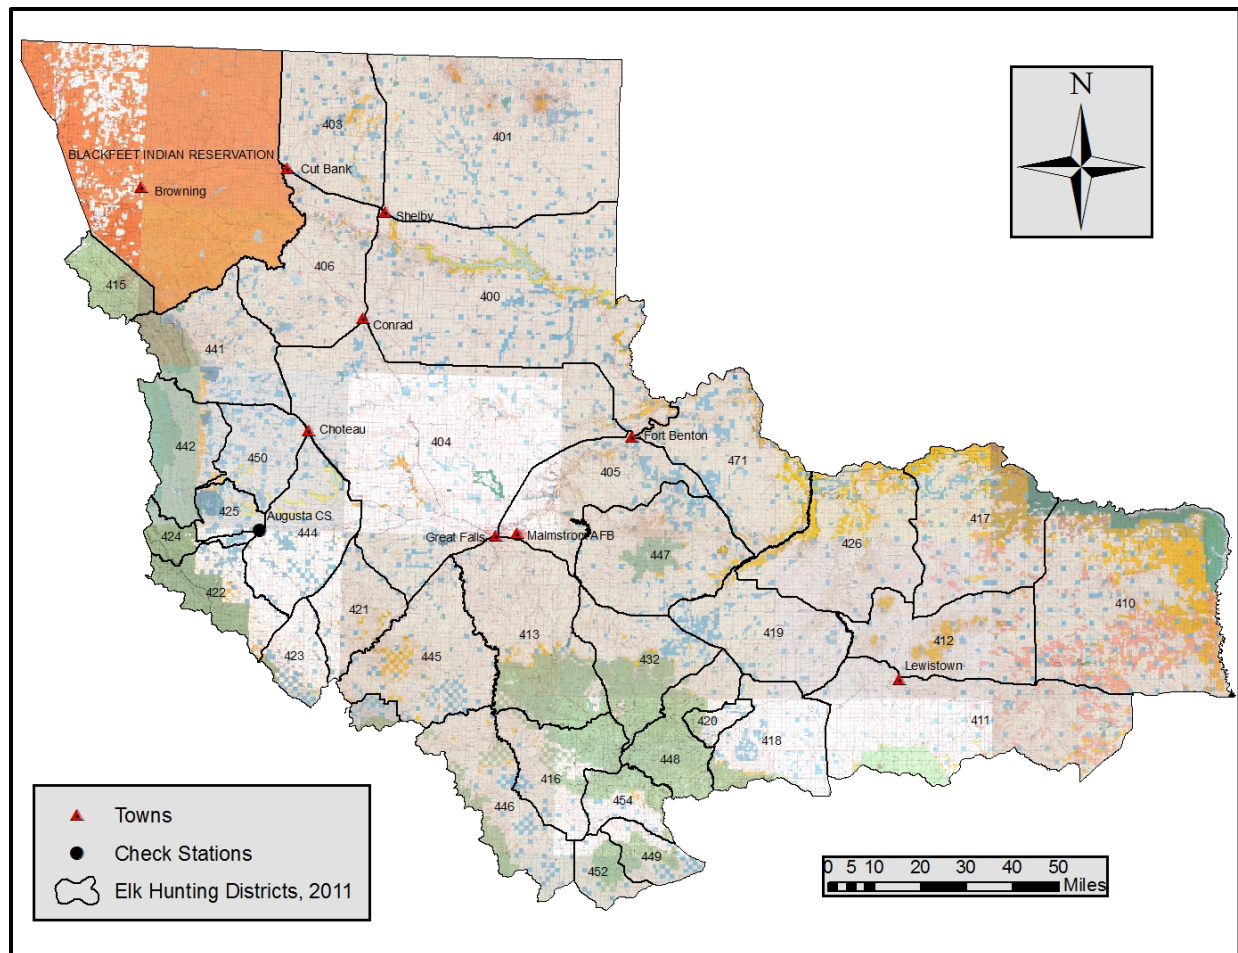 N
403
401
BLACKFEET INDIAN RESERVATION
Cut Bank
Browning
Shelby
406
415
400
Conrad
441
Choteau
404
442
450
Fort Benton
405
471
425
Augusta CS
444
424
Great Falls
Malmstrom AFB
447
426
417
422
421
413
419
412
410
423
445
432
Lewistown
420
418
411
448
416
446
454
449
452
Towns
Check Stations
Elk Hunting Districts, 2011
0 5 10 20 30 40 50
Miles